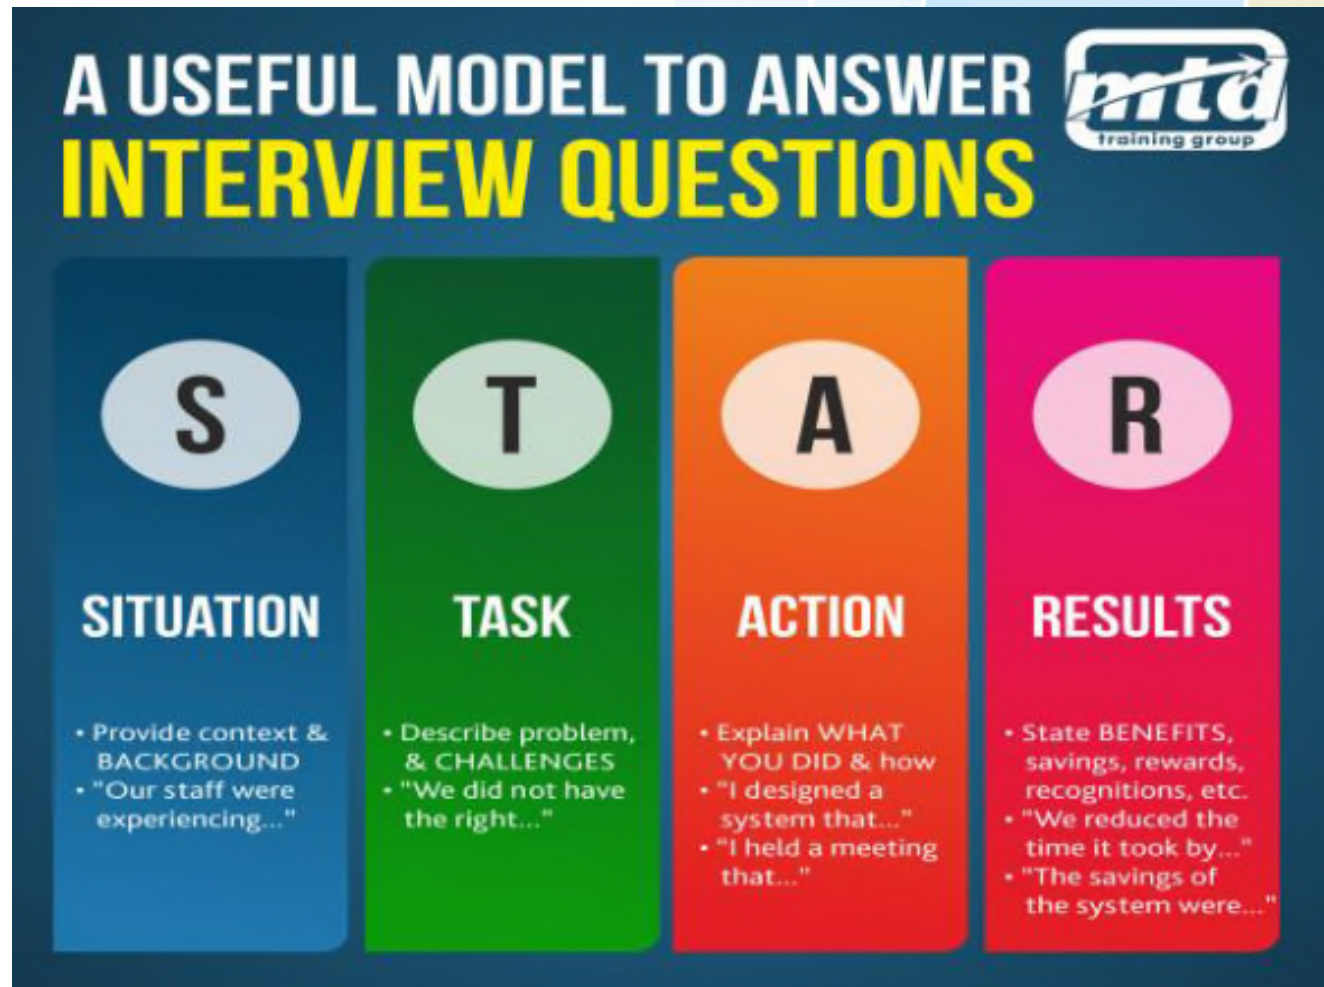 A USEFUL MODEL TO ANSWER
INTERVIEW QUESTIONS
mtd
training group
S
SITUATION
• Provide context &
BACKGROUND
• "Our staff were
experiencing..."
T
TASK
• Describe problem,
& CHALLENGES
• "We did not have
the right..."
A
ACTION
• Explain WHAT
YOU DID & how
• "I designed a
system that..."
• "I held a meeting
that..."
R
RESULTS
• State BENEFITS,
savings, rewards,
recognitions, etc.
• "We reduced the
time it took by..."
• "The savings of
the system were..."